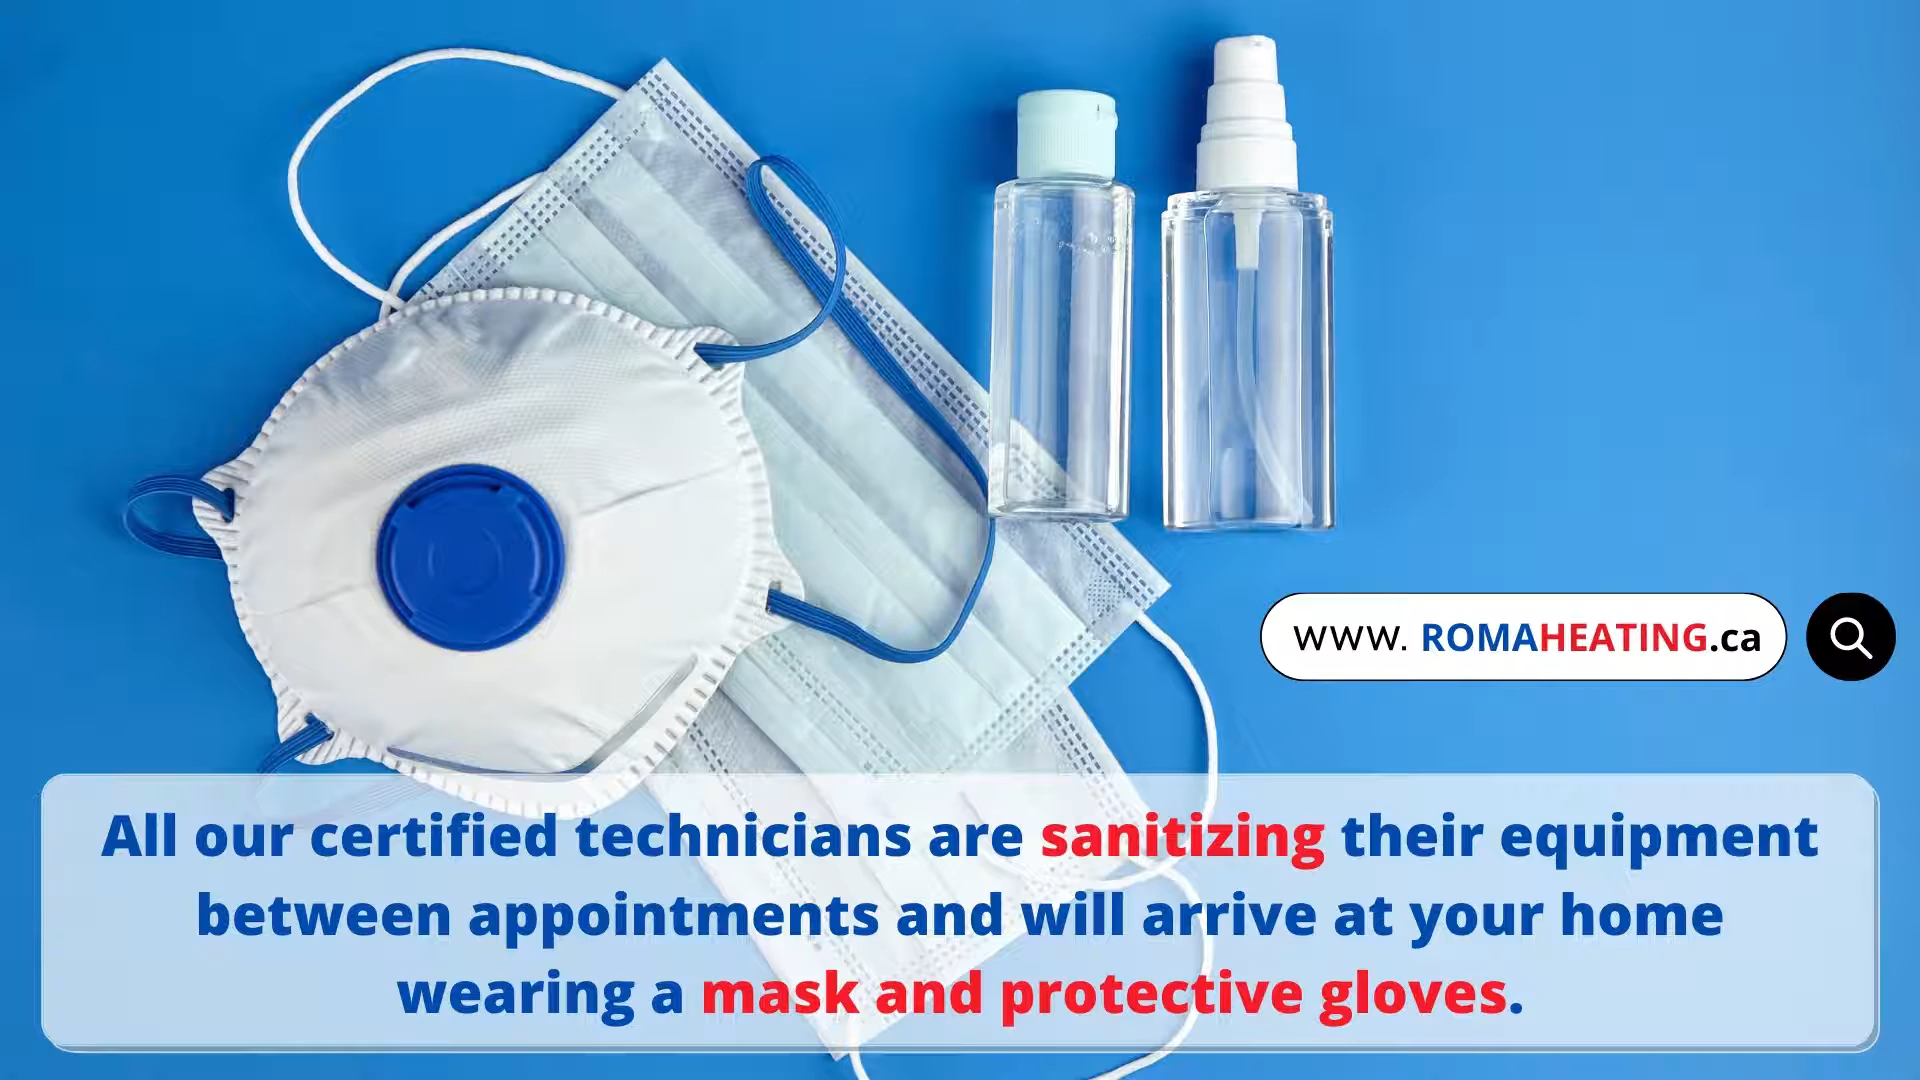 www. ROMAHEATING.ca
All our certified technicians are sanitizing their equipment
between appointments and will arrive at your home
wearing a mask and protective gloves.